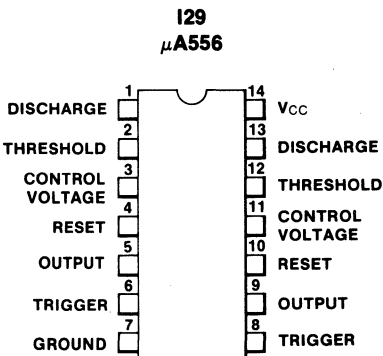 I29
μA556
1 14
DISCHARGE VCC
2 13
THRESHOLD DISCHARGE
3 12
CONTROL
VOLTAGE THRESHOLD
4 11
RESET CONTROL
VOLTAGE
5 10
OUTPUT RESET
6 9
TRIGGER OUTPUT
7 8
GROUND TRIGGER